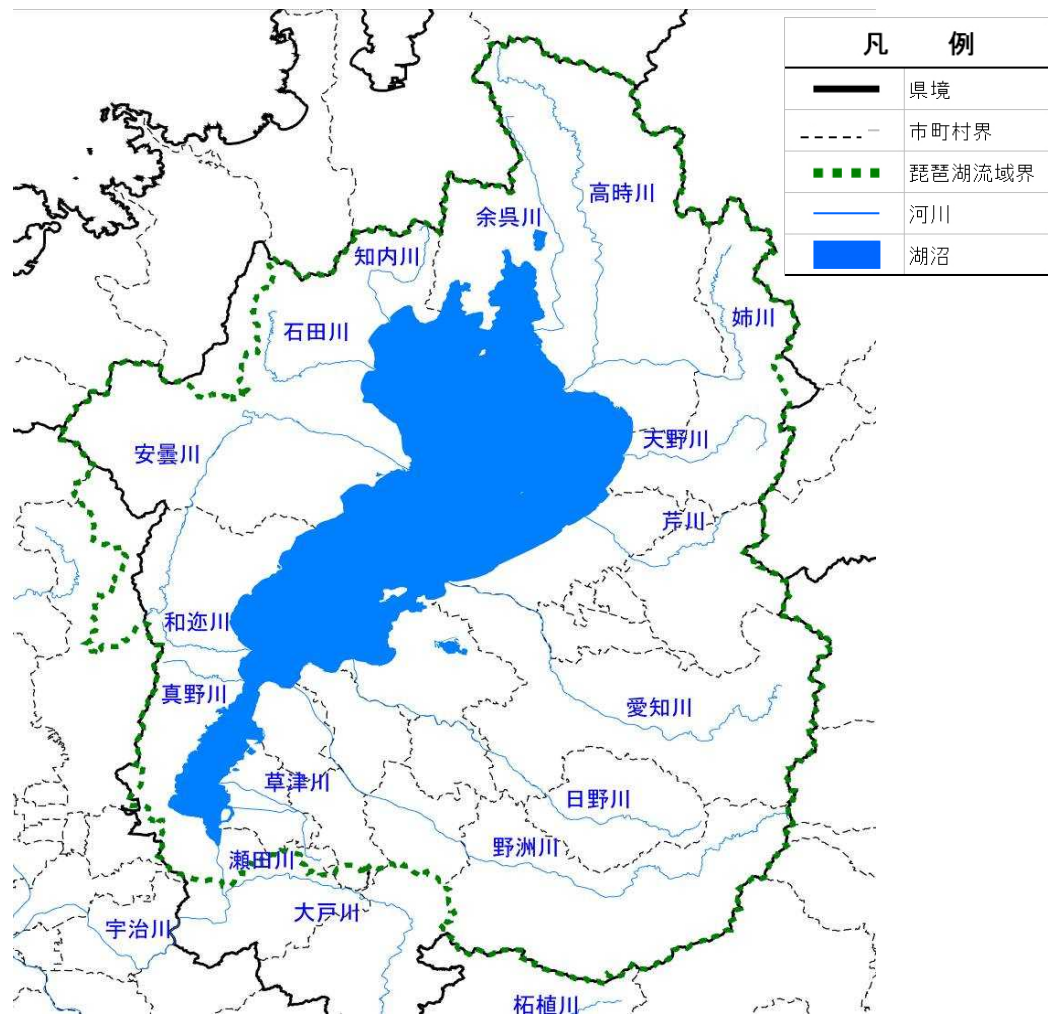 凡 例
県境
市町村界
琵琶湖流域界
河川
湖沼
高時川
余呉川
知内川
石田川
姉川
安曇川
天野川
芹川
和迩川
真野川
愛知川
草津川
日野川
野洲川
瀬田川
大戸川
宇治川
柘植川